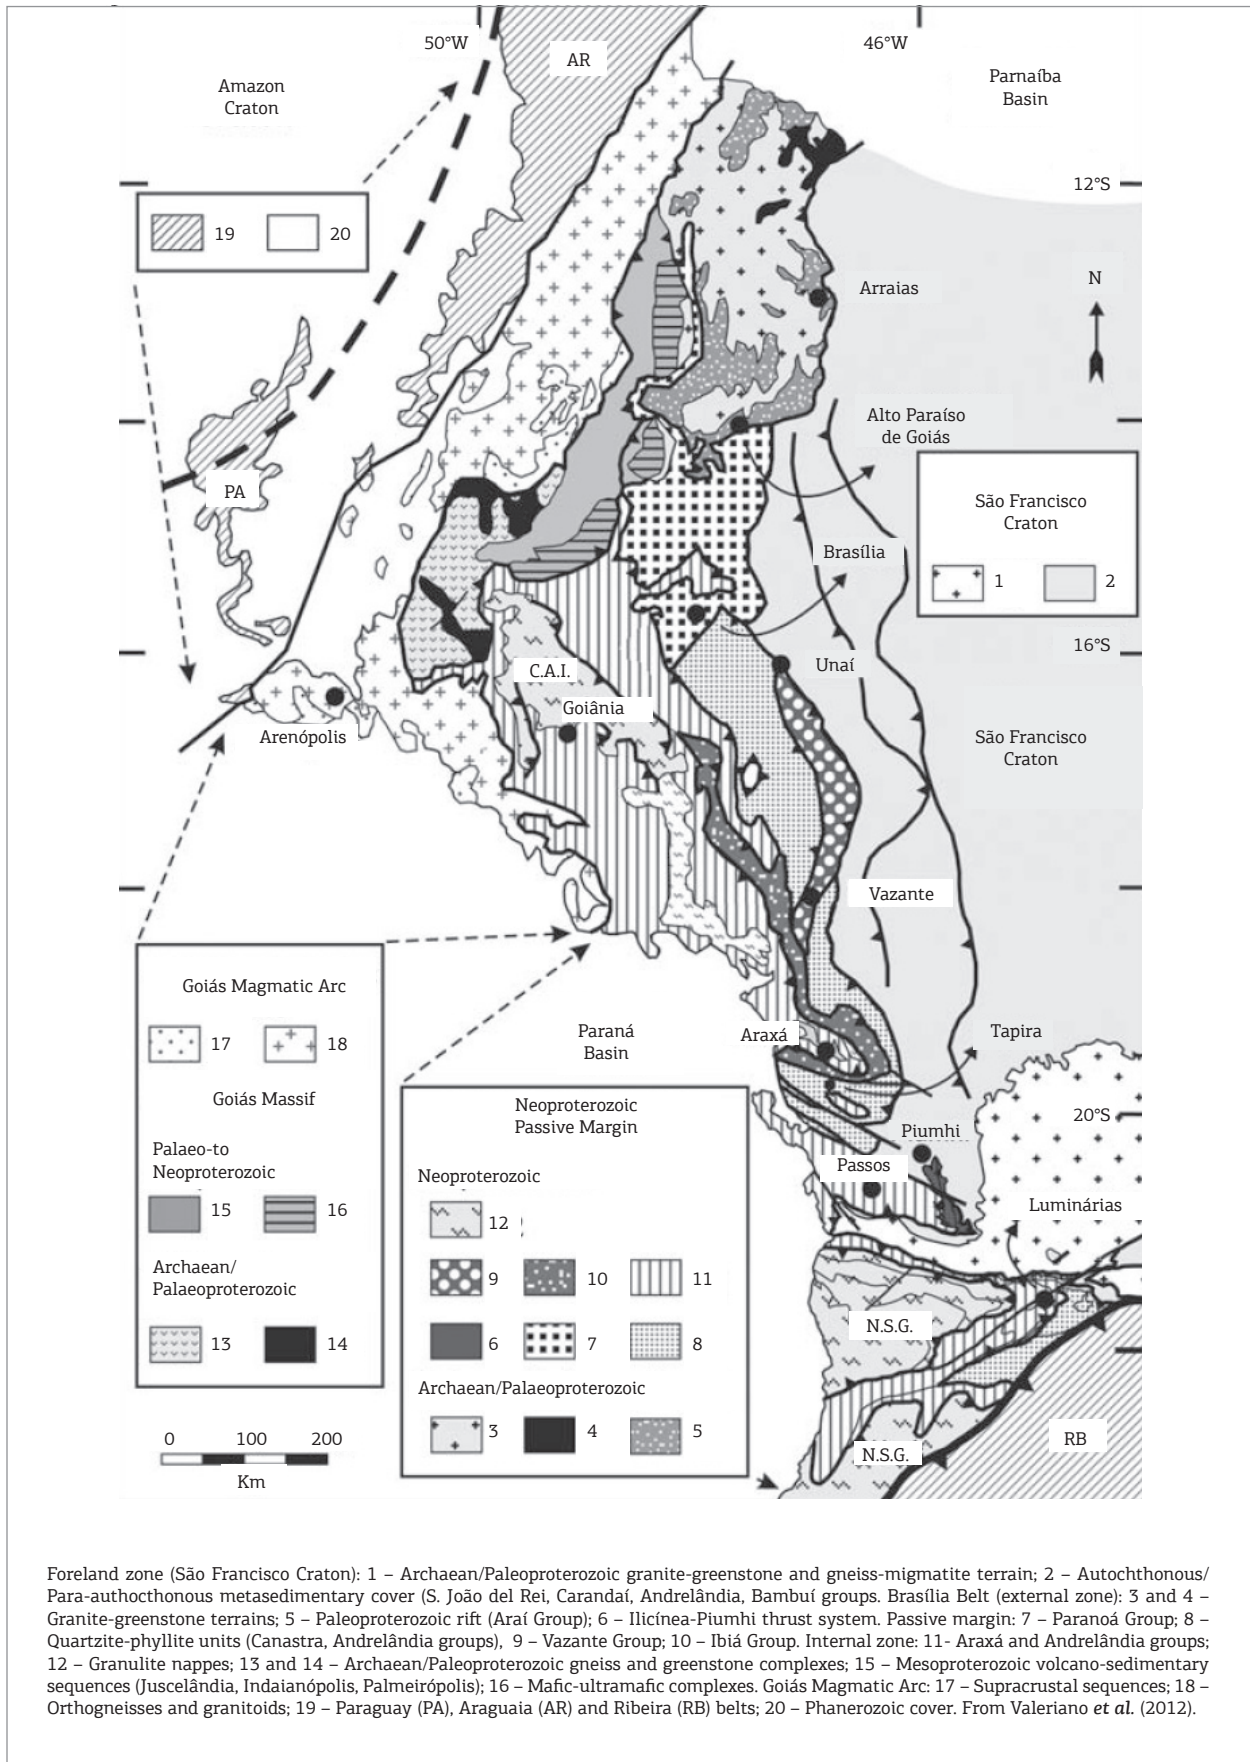 50°W
46°W
AR
Amazon
Craton
Parnaíba
Basin
12°S
19
20
Arraias
N
Alto Paraíso
de Goiás
PA
São Francisco
Craton
1
2
Brasília
16°S
Unaí
C.A.I.
Goiânia
Arenópolis
São Francisco
Craton
Vazante
Goiás Magmatic Arc
17
18
Goiás Massif
Palaeo-to
Neoproterozoic
15
16
Archaean/
Palaeoproterozoic
13
14
Paraná
Basin
Araxá
Tapira
20°S
Piumhi
Passos
Luminárias
Neoproterozoic
Passive Margin
Neoproterozoic
12
9
10
11
6
7
8
Archaean/Palaeoproterozoic
3
4
5
N.S.G.
N.S.G.
RB
0 100 200
Km
Foreland zone (São Francisco Craton): 1 – Archaean/Paleoproterozoic granite-greenstone and gneiss-migmatite terrain; 2 – Autochthonous/
Para-authocthonous metasedimentary cover (S. João del Rei, Carandaí, Andrelândia, Bambuí groups. Brasília Belt (external zone): 3 and 4 –
Granite-greenstone terrains; 5 – Paleoproterozoic rift (Araí Group); 6 – Ilicínea-Piumhi thrust system. Passive margin: 7 – Paranoá Group; 8 –
Quartzite-phyllite units (Canastra, Andrelândia groups), 9 – Vazante Group; 10 – Ibiá Group. Internal zone: 11- Araxá and Andrelândia groups;
12 – Granulite nappes; 13 and 14 – Archaean/Paleoproterozoic gneiss and greenstone complexes; 15 – Mesoproterozoic volcano-sedimentary
sequences (Juscelândia, Indaianópolis, Palmeirópolis); 16 – Mafic-ultramafic complexes. Goiás Magmatic Arc: 17 – Supracrustal sequences; 18 –
Orthogneisses and granitoids; 19 – Paraguay (PA), Araguaia (AR) and Ribeira (RB) belts; 20 – Phanerozoic cover. From Valeriano et al. (2012).